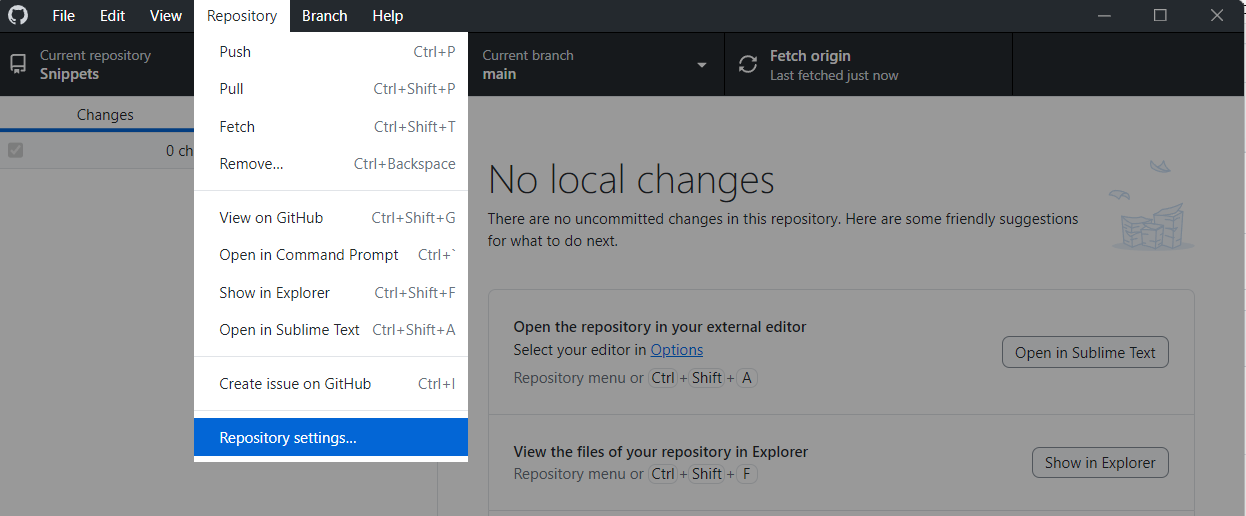 File Edit View Repository Branch Help
Current repository
Snippets
Current branch
main
Fetch origin
Last fetched just now
Changes
0 ch
Push Ctrl+P
Pull Ctrl+Shift+P
Fetch Ctrl+Shift+T
Remove... Ctrl+Backspace
View on GitHub Ctrl+Shift+G
Open in Command Prompt Ctrl+`
Show in Explorer Ctrl+Shift+F
Open in Sublime Text Ctrl+Shift+A
Create issue on GitHub Ctrl+I
Repository settings...
No local changes
There are no uncommitted changes in this repository. Here are some friendly suggestions
for what to do next.
Open the repository in your external editor
Select your editor in Options
Repository menu or Ctrl + Shift + A
Open in Sublime Text
View the files of your repository in Explorer
Repository menu or Ctrl + Shift + F
Show in Explorer